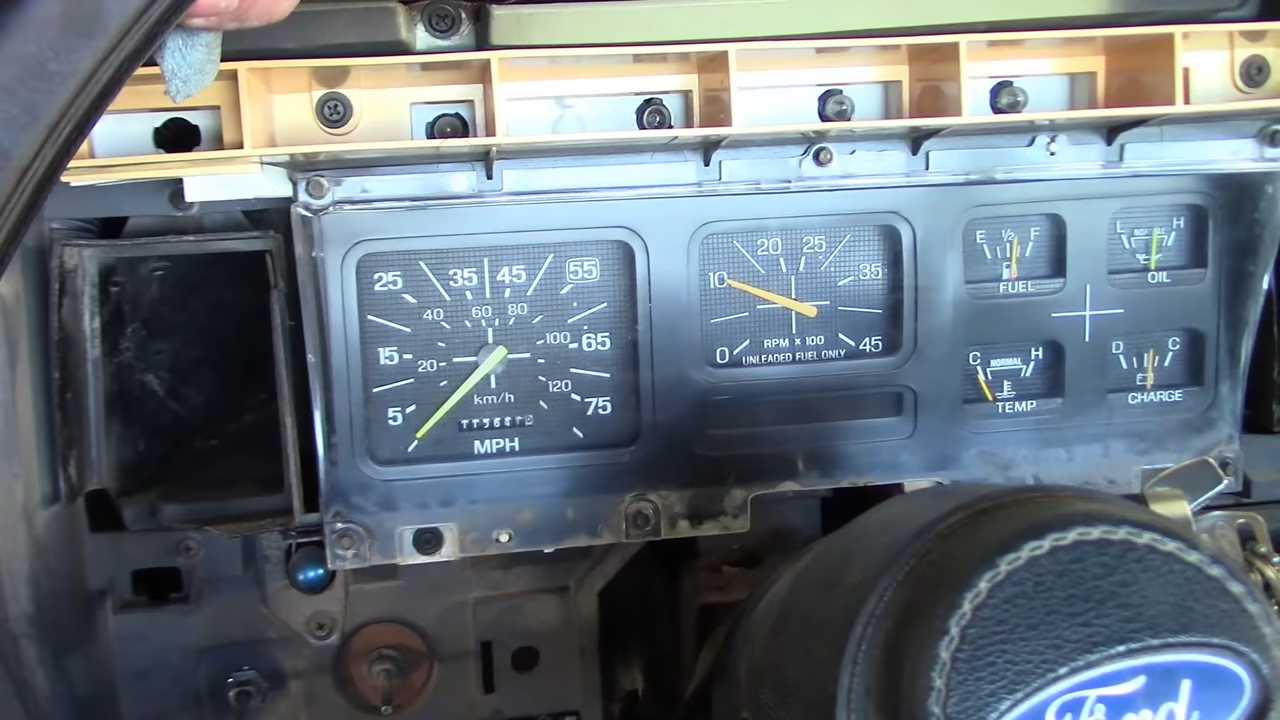 25 35 45 55
40 60 80
15 20 100 65
km/h 120
5 75
MPH
20 25
10 35
RPM X 100
0 45
UNLEADED FUEL ONLY
E 1/2 F
FUEL
L NORMAL H
OIL
C NORMAL H
TEMP
D C
CHARGE
Ford